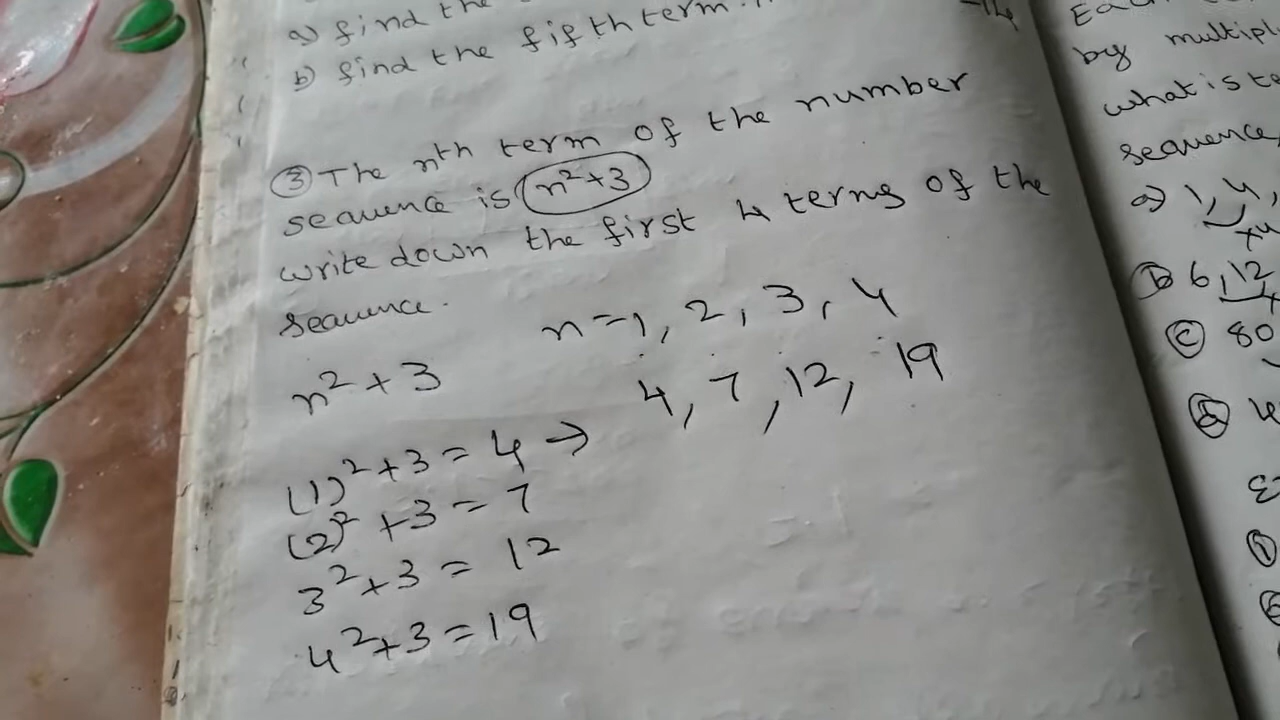 a) find the
b) find the fifth term.
③ The nth term of the number
sequence is n²+3
write down the first 4 terms of the
sequence.
n²+3
n=1, 2, 3, 4
4, 7, 12, 19
(1)²+3=4→
(2)²+3=7
3²+3=12
4²+3=19
-14
by
what is
sequence,
a) 1, 4,
Ⓑ 6, 12
Ⓒ 80